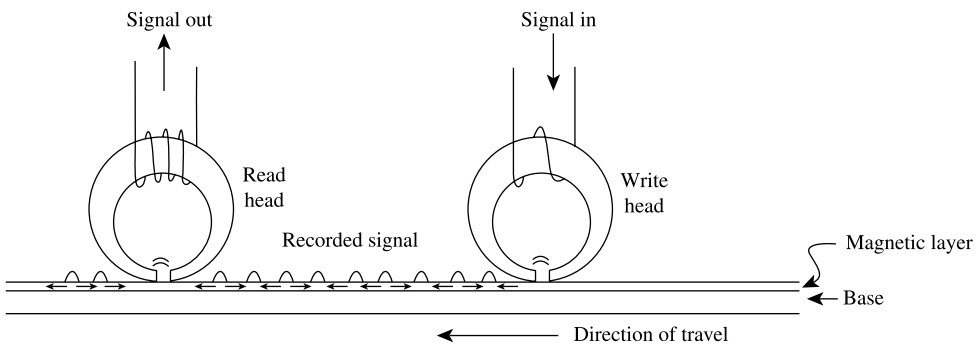 Signal out
Signal in
Read
head
Write
head
Recorded signal
Magnetic layer
Base
Direction of travel